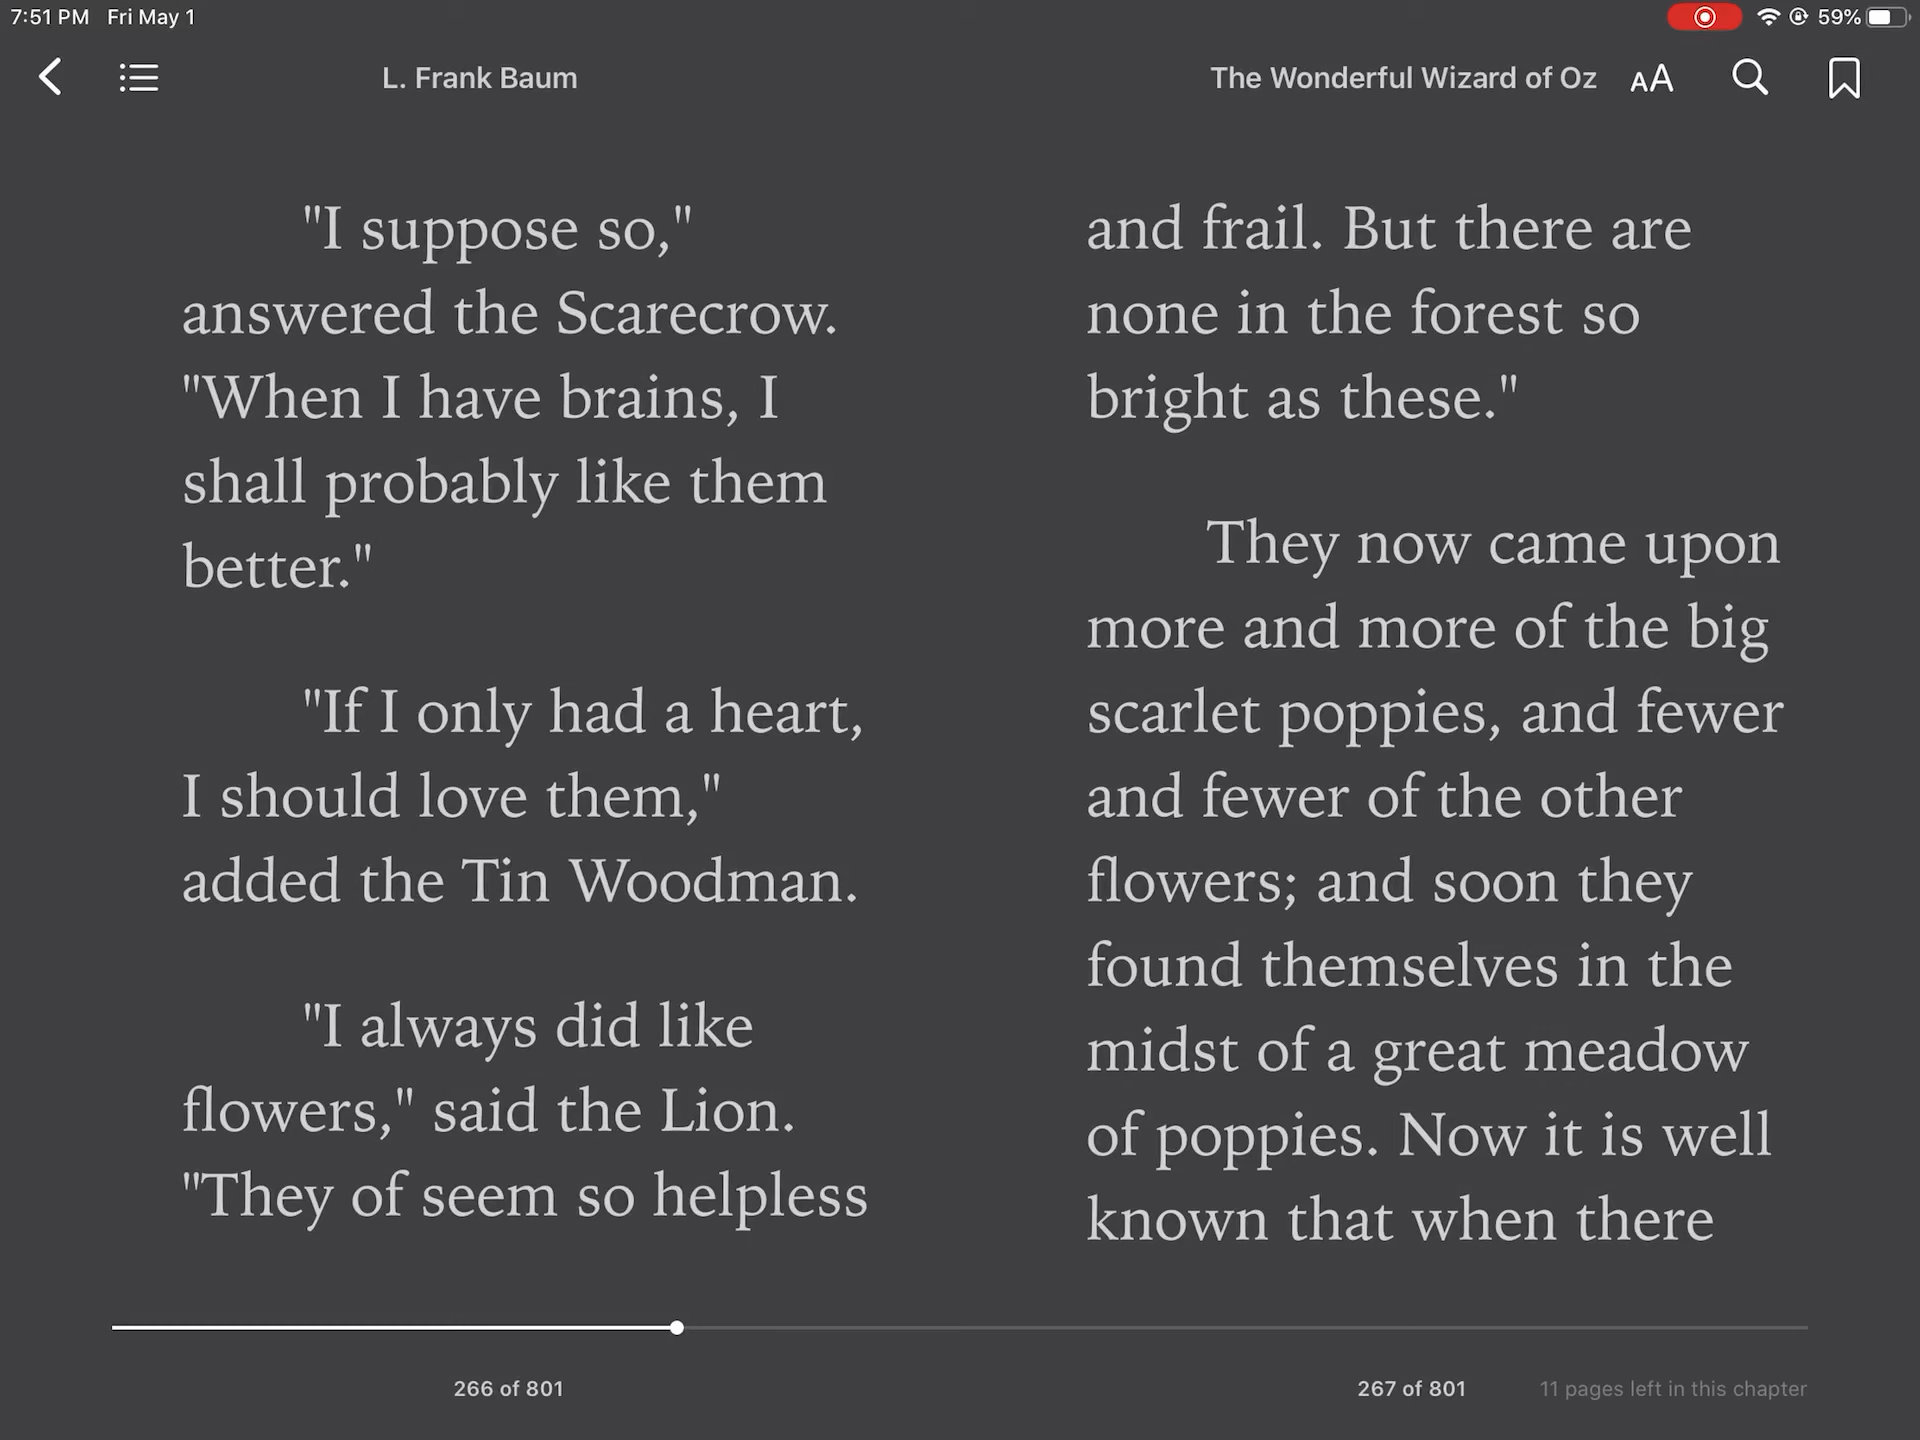 7:51 PM Fri May 1
59%
L. Frank Baum
The Wonderful Wizard of Oz
AA
"I suppose so,"
answered the Scarecrow.
"When I have brains, I
shall probably like them
better."
"If I only had a heart,
I should love them,"
added the Tin Woodman.
"I always did like
flowers," said the Lion.
"They of seem so helpless
and frail. But there are
none in the forest so
bright as these."
They now came upon
more and more of the big
scarlet poppies, and fewer
and fewer of the other
flowers; and soon they
found themselves in the
midst of a great meadow
of poppies. Now it is well
known that when there
266 of 801
267 of 801
11 pages left in this chapter